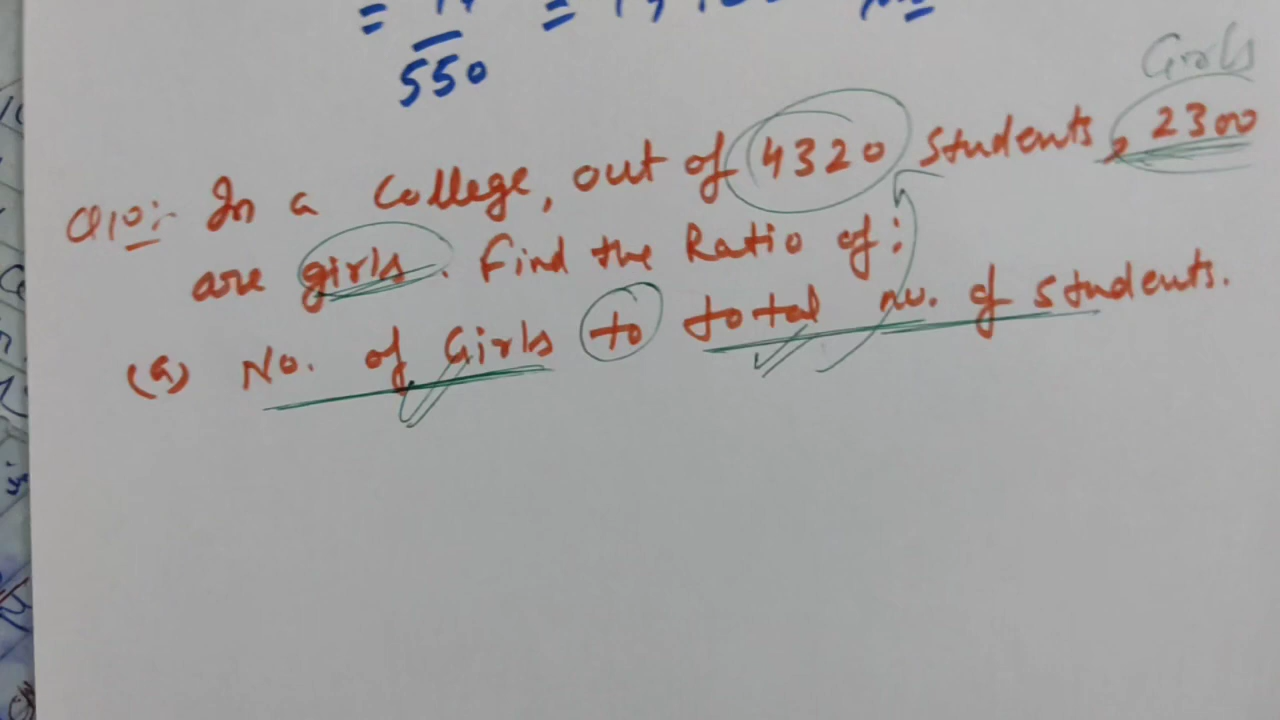 550
Girls
Q10:- In a College, out of 4320 students, 2300
are girls. Find the Ratio of:
(a) No. of Girls to total no. of students.